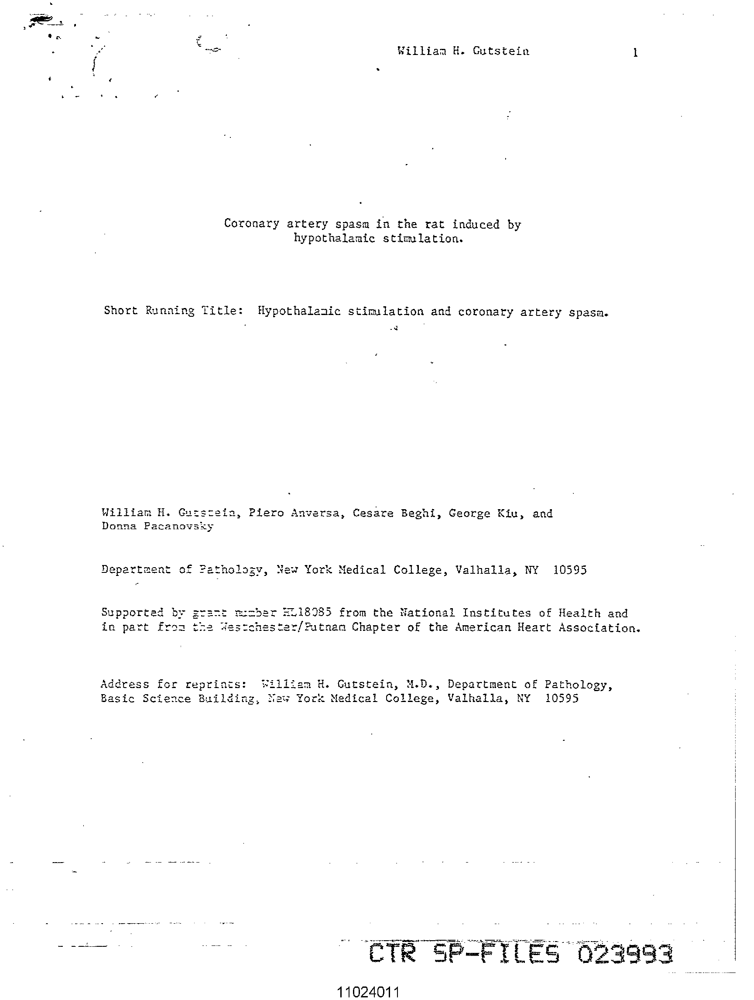 William H. Gutstein 1
Coronary artery spasm in the rat induced by
hypothalamic stimulation.
Short Running Title: Hypothalamic stimulation and coronary artery spasm.
William H. Gutstein, Piero Anversa, Cesare Beghi, George Kiu, and
Donna Pacanovsky
Department of Pathology, New York Medical College, Valhalla, NY 10595
Supported by grant number HL18085 from the National Institutes of Health and
in part from the Westchester/Putnam Chapter of the American Heart Association.
Address for reprints: William H. Gutstein, M.D., Department of Pathology,
Basic Science Building, New York Medical College, Valhalla, NY 10595
CTR SP-FILES 023993
11024011